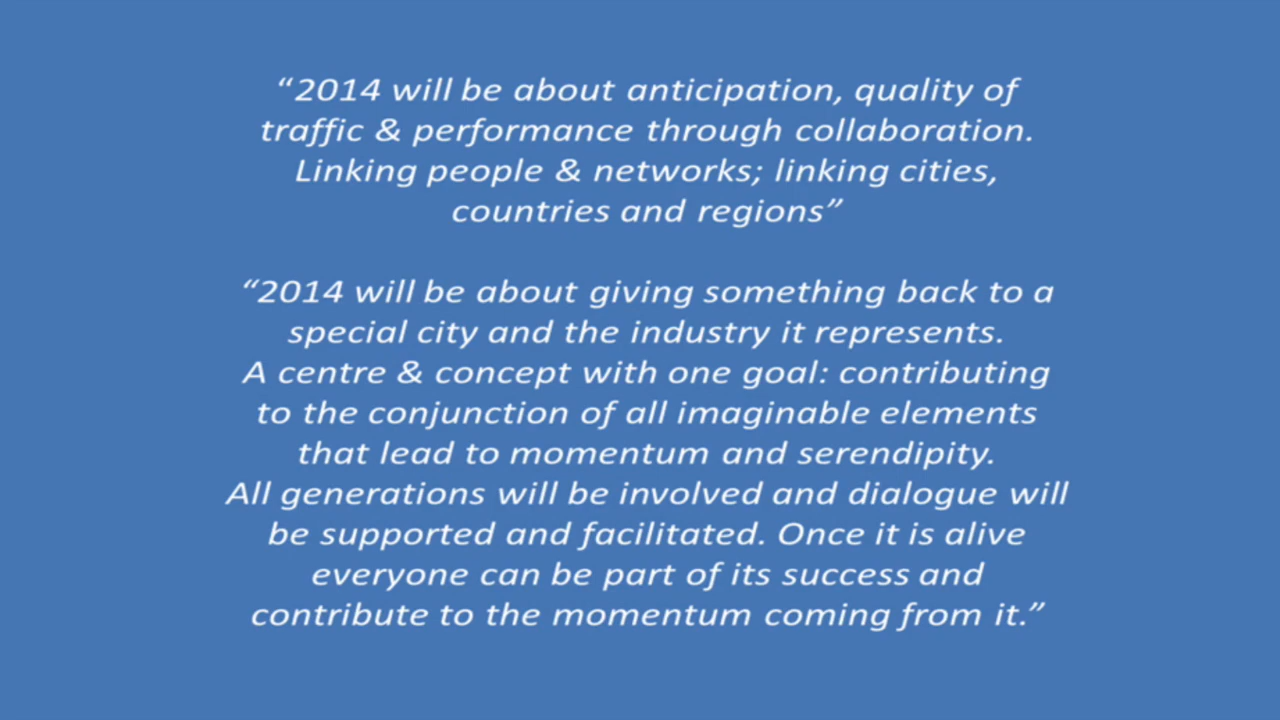 “2014 will be about anticipation, quality of
traffic & performance through collaboration.
Linking people & networks; linking cities,
countries and regions”
“2014 will be about giving something back to a
special city and the industry it represents.
A centre & concept with one goal: contributing
to the conjunction of all imaginable elements
that lead to momentum and serendipity.
All generations will be involved and dialogue will
be supported and facilitated. Once it is alive
everyone can be part of its success and
contribute to the momentum coming from it.”